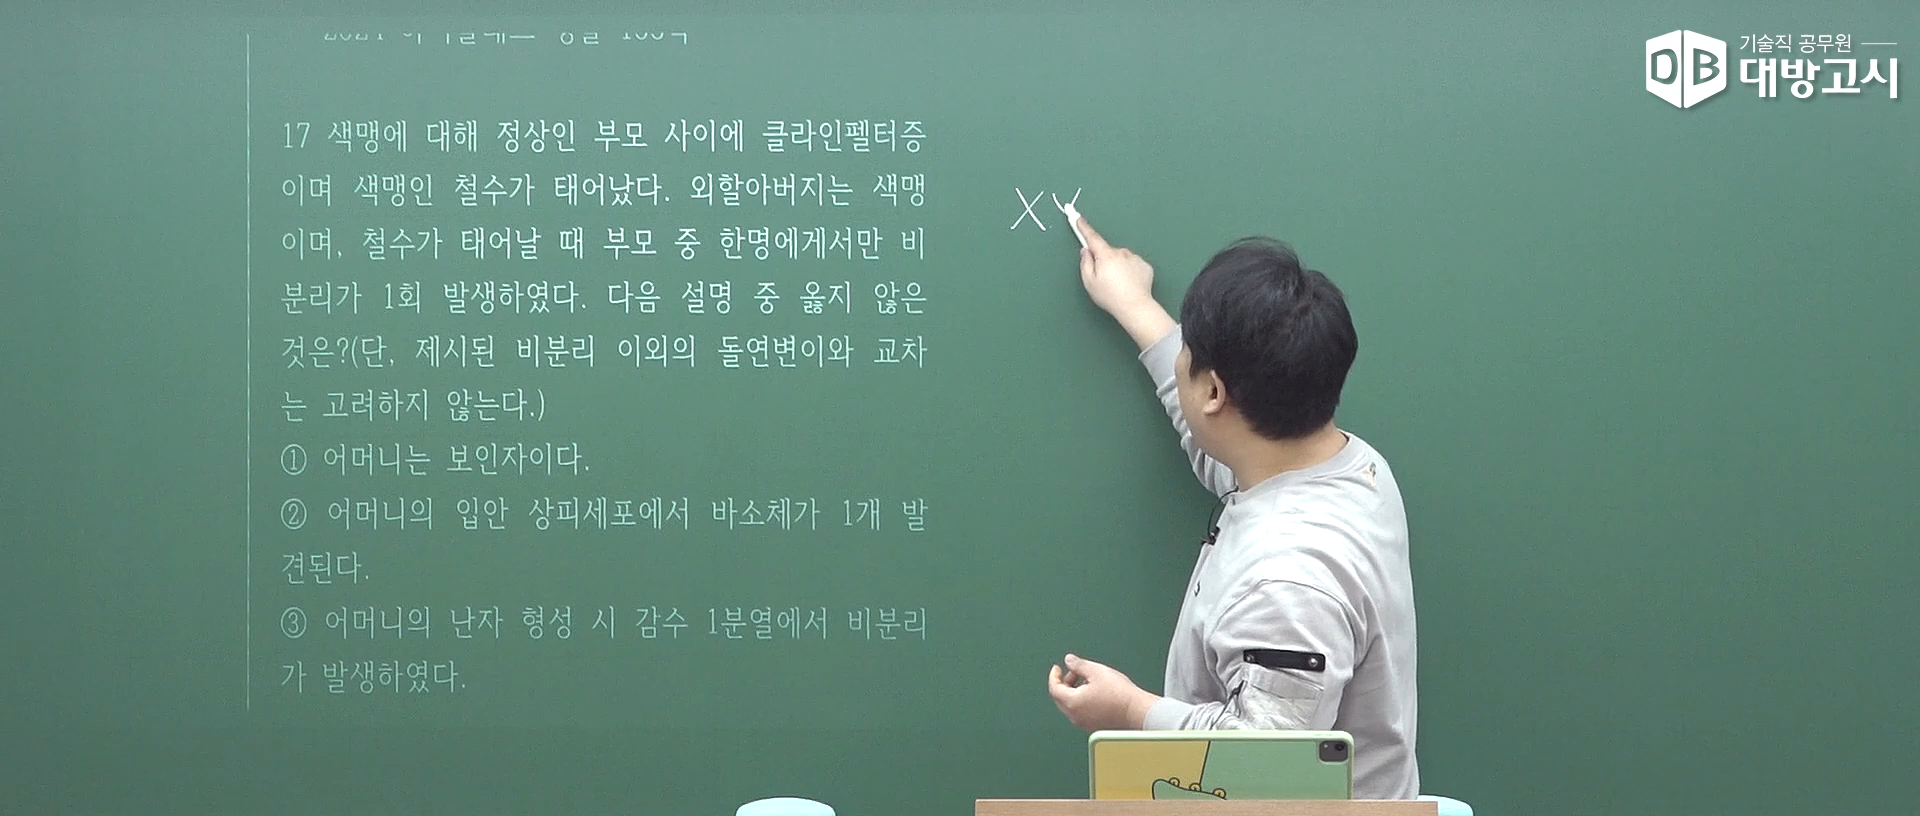 17 색맹에 대해 정상인 부모 사이에 클라인펠터증
이며 색맹인 철수가 태어났다. 외할아버지는 색맹
이며, 철수가 태어날 때 부모 중 한명에게서만 비
분리가 1회 발생하였다. 다음 설명 중 옳지 않은
것은?(단, 제시된 비분리 이외의 돌연변이와 교차
는 고려하지 않는다.)
① 어머니는 보인자이다.
② 어머니의 입안 상피세포에서 바소체가 1개 발
견된다.
③ 어머니의 난자 형성 시 감수 1분열에서 비분리
가 발생하였다.
X
DB
기술직 공무원
대방고시